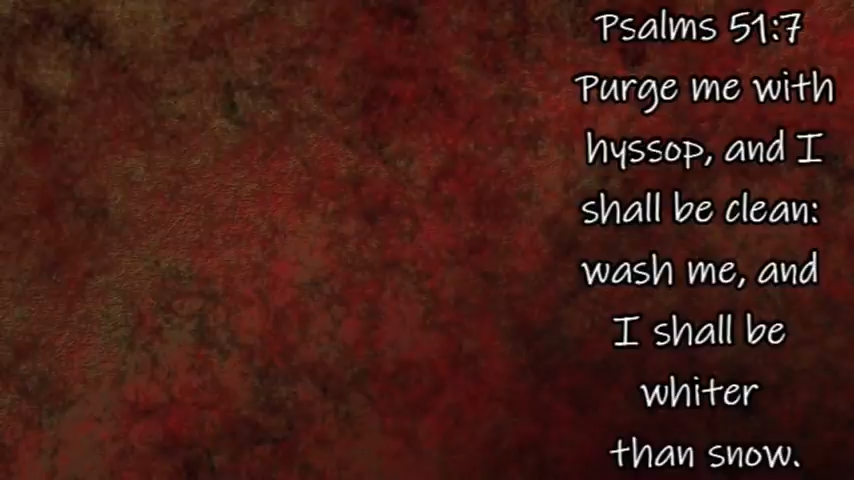 Psalms 51:7
Purge me with
hyssop, and I
shall be clean:
wash me, and
I shall be
whiter
than snow.